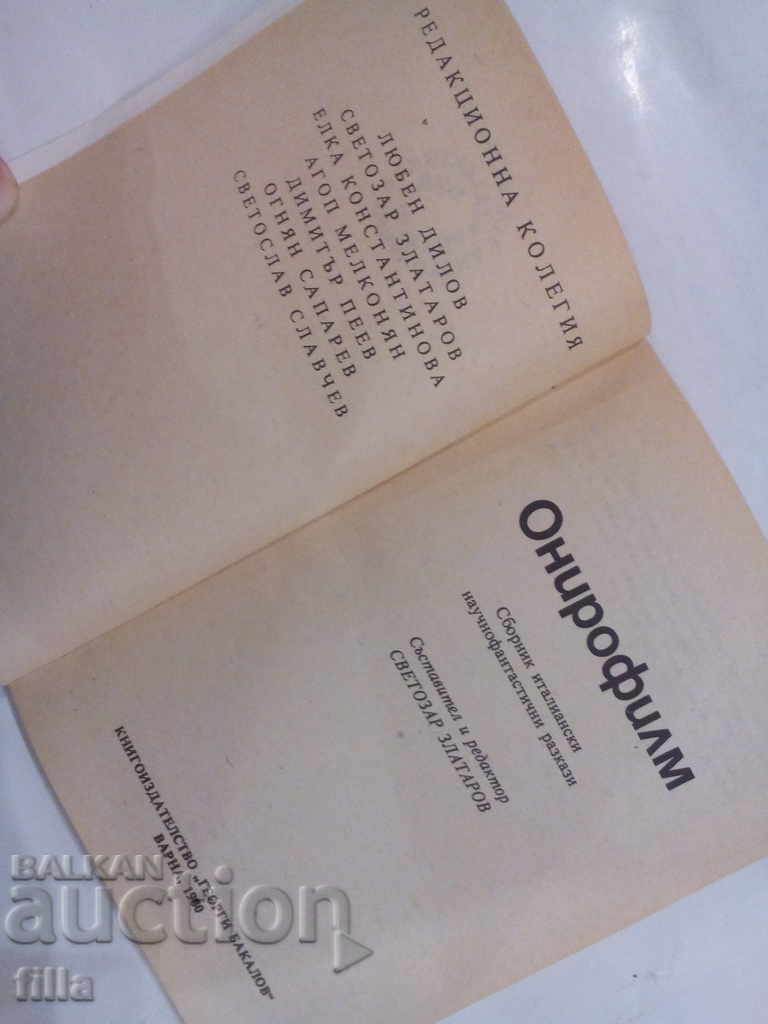 РЕДАКЦИОННА КОЛЕГИЯ
ЛЮБЕН ДИЛОВ
СВЕТОЗАР ЗЛАТАРОВ
ЕЛКА КОНСТАНТИНОВА
АГОП МЕЛКОНЯН
ДИМИТЪР ПЕЕВ
ОГНЯН САПАРЕВ
СВЕТОСЛАВ СЛАВЧЕВ
Онирофилм
Сборник италиански
научнофантастични разкази
Съставител и редактор
СВЕТОЗАР ЗЛАТАРОВ
КНИГОИЗДАТЕЛСТВО „ГЕОРГИ БАКАЛОВ“
ВАРНА,
BALKAN
auction
filla